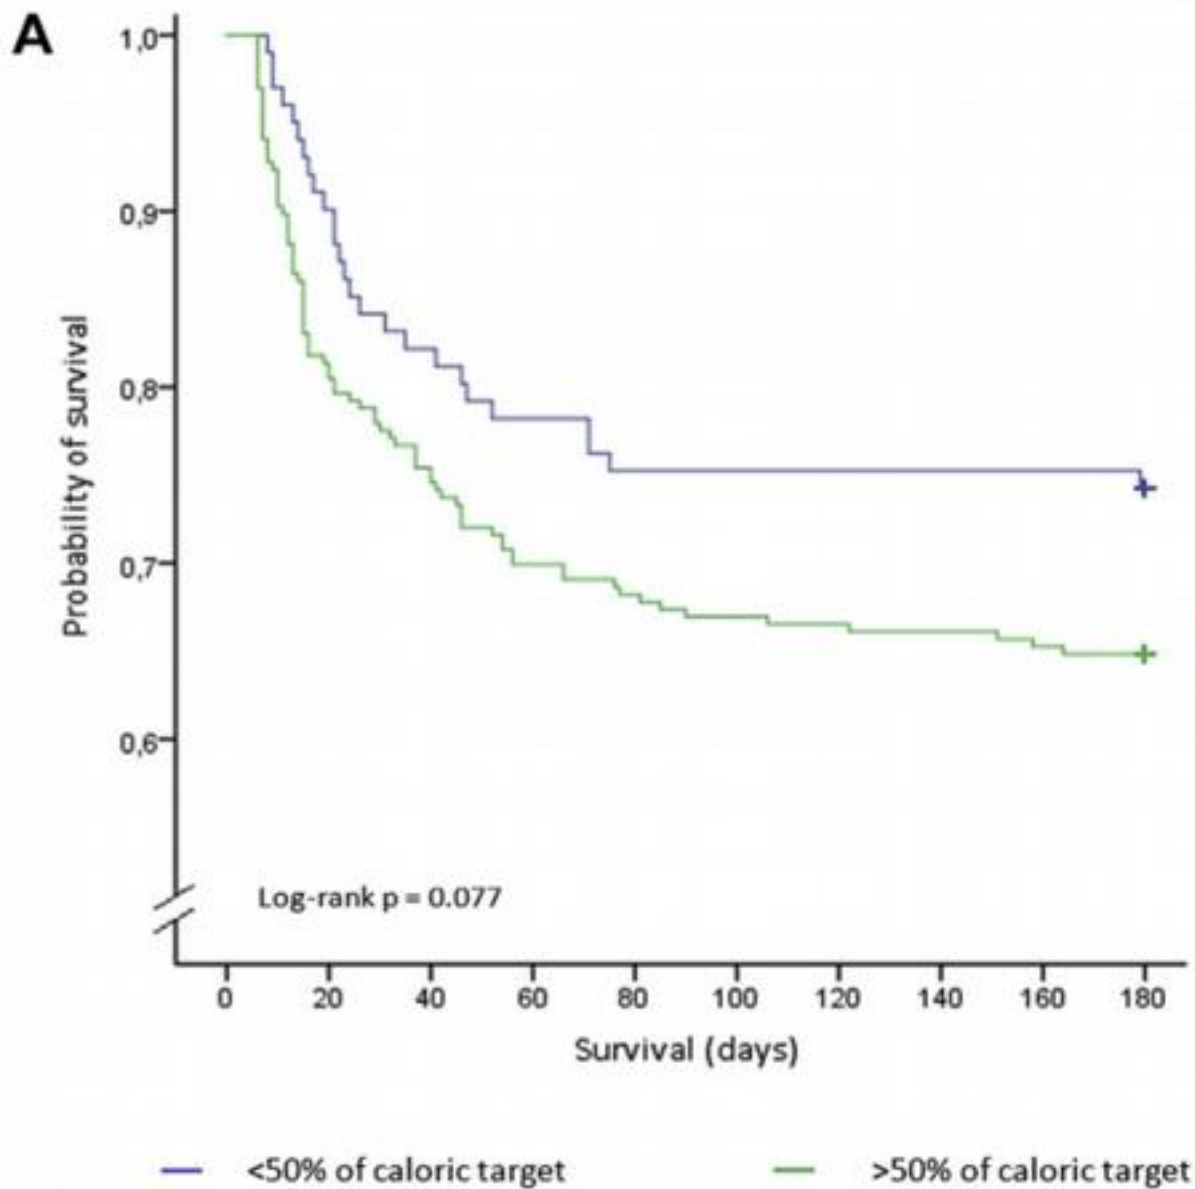 A
1,0
0,9
0,8
0,7
0,6
Probability of survival
Log-rank p = 0.077
0 20 40 60 80 100 120 140 160 180
Survival (days)
<50% of caloric target >50% of caloric target